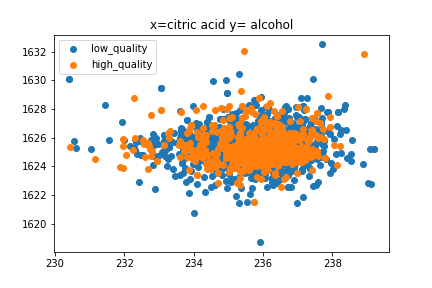 x=citric acid y= alcohol
low_quality
high_quality
1632
1630
1628
1626
1624
1622
1620
230 232 234 236 238